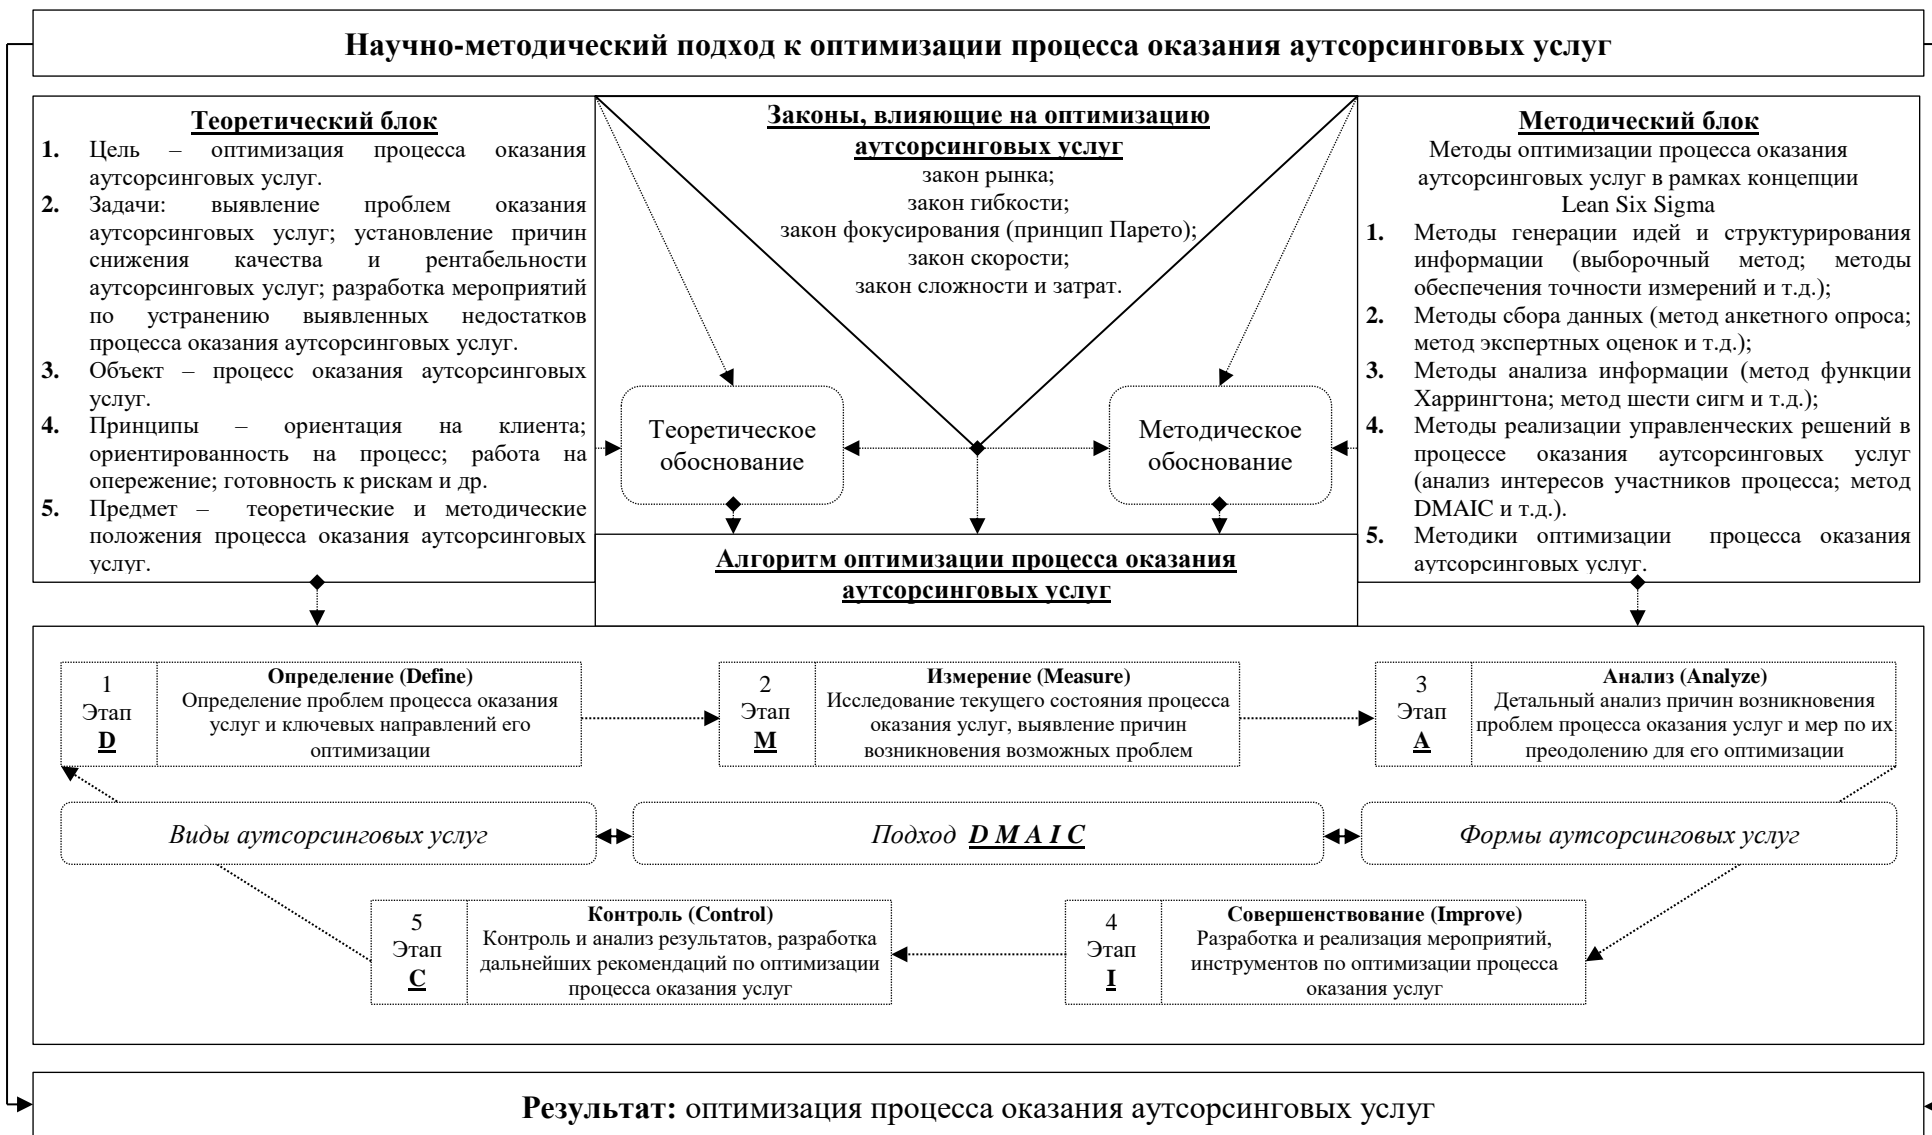 Научно-методический подход к оптимизации процесса оказания аутсорсинговых услуг
Теоретический блок
1. Цель – оптимизация процесса оказания
аутсорсинговых услуг.
2. Задачи: выявление проблем оказания
аутсорсинговых услуг; установление причин
снижения качества и рентабельности
аутсорсинговых услуг; разработка мероприятий
по устранению выявленных недостатков
процесса оказания аутсорсинговых услуг.
3. Объект – процесс оказания аутсорсинговых
услуг.
4. Принципы – ориентация на клиента;
ориентированность на процесс; работа на
опережение; готовность к рискам и др.
5. Предмет – теоретические и методические
положения процесса оказания аутсорсинговых
услуг.
Законы, влияющие на оптимизацию
аутсорсинговых услуг
закон рынка;
закон гибкости;
закон фокусирования (принцип Парето);
закон скорости;
закон сложности и затрат.
Теоретическое
обоснование
Методическое
обоснование
Методический блок
Методы оптимизации процесса оказания
аутсорсинговых услуг в рамках концепции
Lean Six Sigma
1. Методы генерации идей и структурирования
информации (выборочный метод; методы
обеспечения точности измерений и т.д.);
2. Методы сбора данных (метод анкетного опроса;
метод экспертных оценок и т.д.);
3. Методы анализа информации (метод функции
Харрингтона; метод шести сигм и т.д.);
4. Методы реализации управленческих решений в
процессе оказания аутсорсинговых услуг
(анализ интересов участников процесса; метод
DMAIC и т.д.).
5. Методики оптимизации процесса оказания
аутсорсинговых услуг.
Алгоритм оптимизации процесса оказания
аутсорсинговых услуг
1
Этап
D
Определение (Define)
Определение проблем процесса оказания
услуг и ключевых направлений его
оптимизации
2
Этап
M
Измерение (Measure)
Исследование текущего состояния процесса
оказания услуг, выявление причин
возникновения возможных проблем
3
Этап
A
Анализ (Analyze)
Детальный анализ причин возникновения
проблем процесса оказания услуг и мер по их
преодолению для его оптимизации
Виды аутсорсинговых услуг
Подход D M A I C
Формы аутсорсинговых услуг
5
Этап
C
Контроль (Control)
Контроль и анализ результатов, разработка
дальнейших рекомендаций по оптимизации
процесса оказания услуг
4
Этап
I
Совершенствование (Improve)
Разработка и реализация мероприятий,
инструментов по оптимизации процесса
оказания услуг
Результат: оптимизация процесса оказания аутсорсинговых услуг